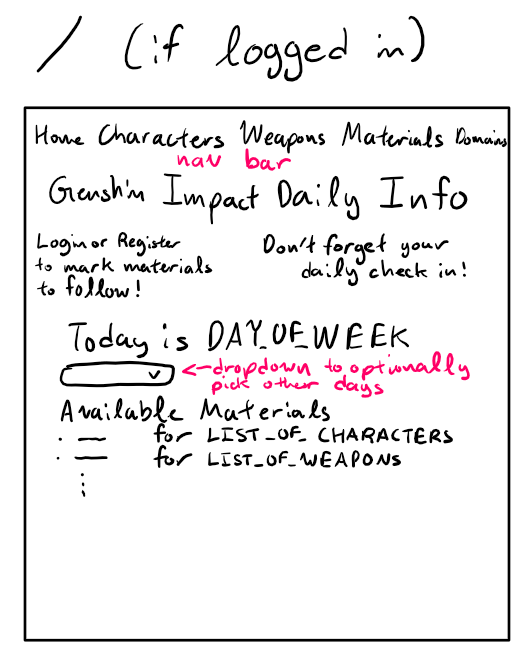 / (if logged in)
Home Characters Weapons Materials Domains
nav bar
Genshin Impact Daily Info
Login or Register
to mark materials
to follow!
Don't forget your
daily check in!
Today is DAY_OF_WEEK
<-dropdown to optionally
pick other days
Available Materials
· — for LIST_OF_CHARACTERS
· — for LIST_OF_WEAPONS